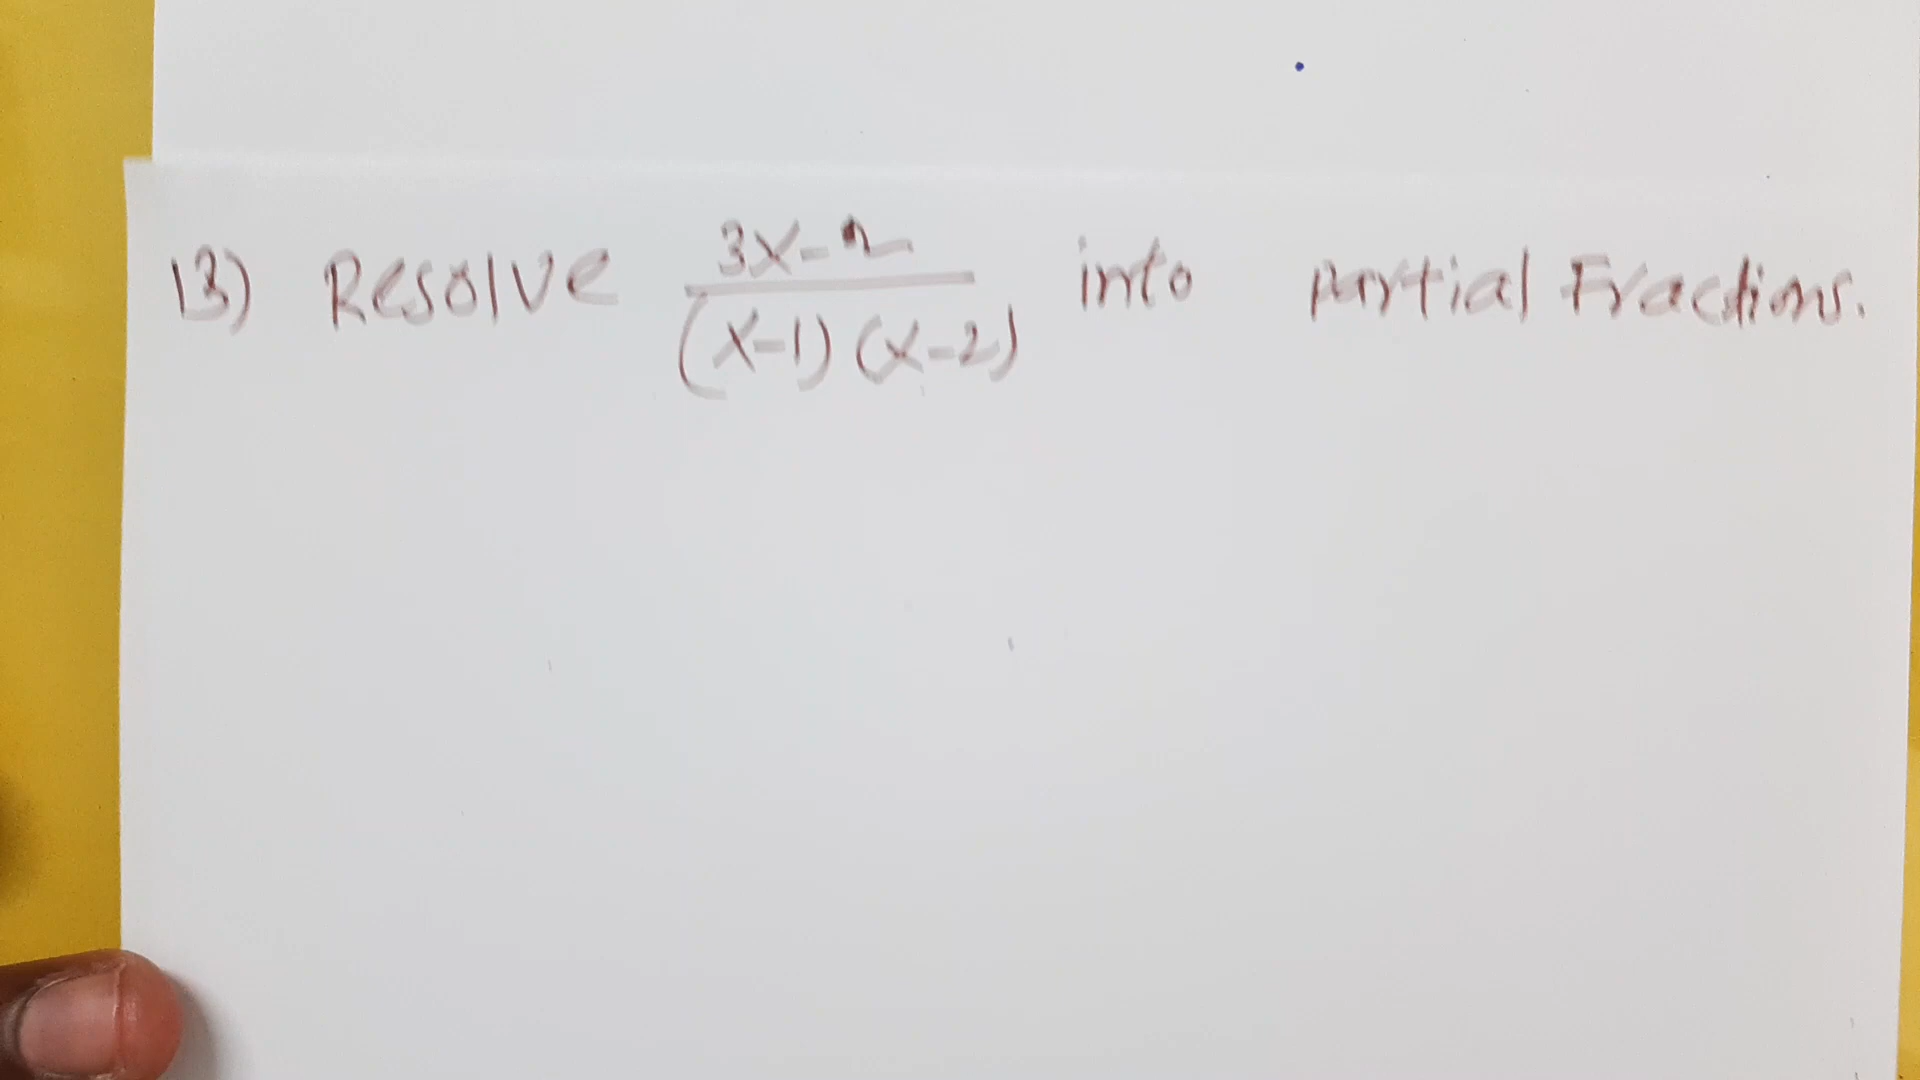 13) Resolve 3x-2 / (x-1) (x-2) into partial Fractions.